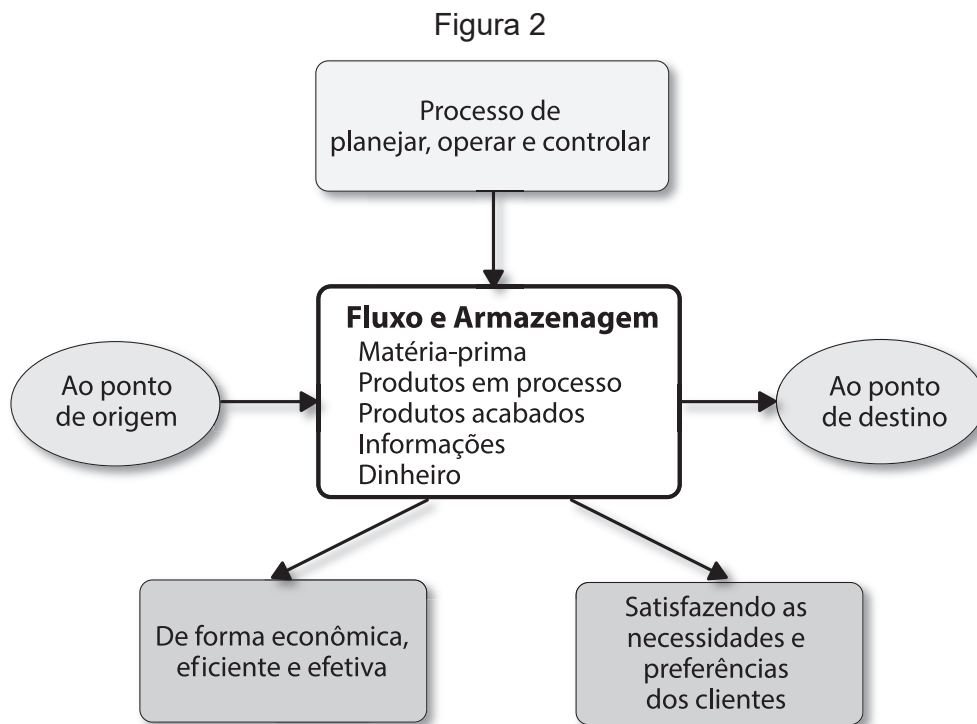 Figura 2
Processo de
planejar, operar e controlar
Fluxo e Armazenagem
Matéria-prima
Produtos em processo
Produtos acabados
Informações
Dinheiro
Ao ponto
de origem
Ao ponto
de destino
De forma econômica,
eficiente e efetiva
Satisfazendo as
necessidades e
preferências
dos clientes